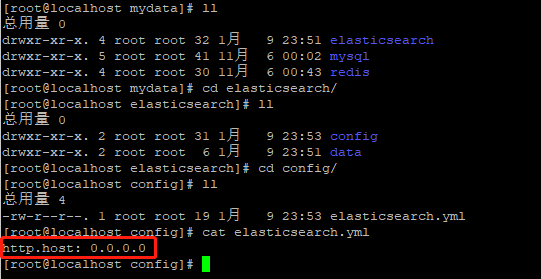 [root@localhost mydata]# ll
总用量 0
drwxr-xr-x. 4 root root 32 1月   9 23:51 elasticsearch
drwxr-xr-x. 5 root root 41 11月  6 00:02 mysql
drwxr-xr-x. 4 root root 30 11月  6 00:43 redis
[root@localhost mydata]# cd elasticsearch/
[root@localhost elasticsearch]# ll
总用量 0
drwxr-xr-x. 2 root root 31 1月   9 23:53 config
drwxr-xr-x. 2 root root  6 1月   9 23:51 data
[root@localhost elasticsearch]# cd config/
[root@localhost config]# ll
总用量 4
-rw-r--r--. 1 root root 19 1月   9 23:53 elasticsearch.yml
[root@localhost config]# cat elasticsearch.yml
http.host: 0.0.0.0
[root@localhost config]#